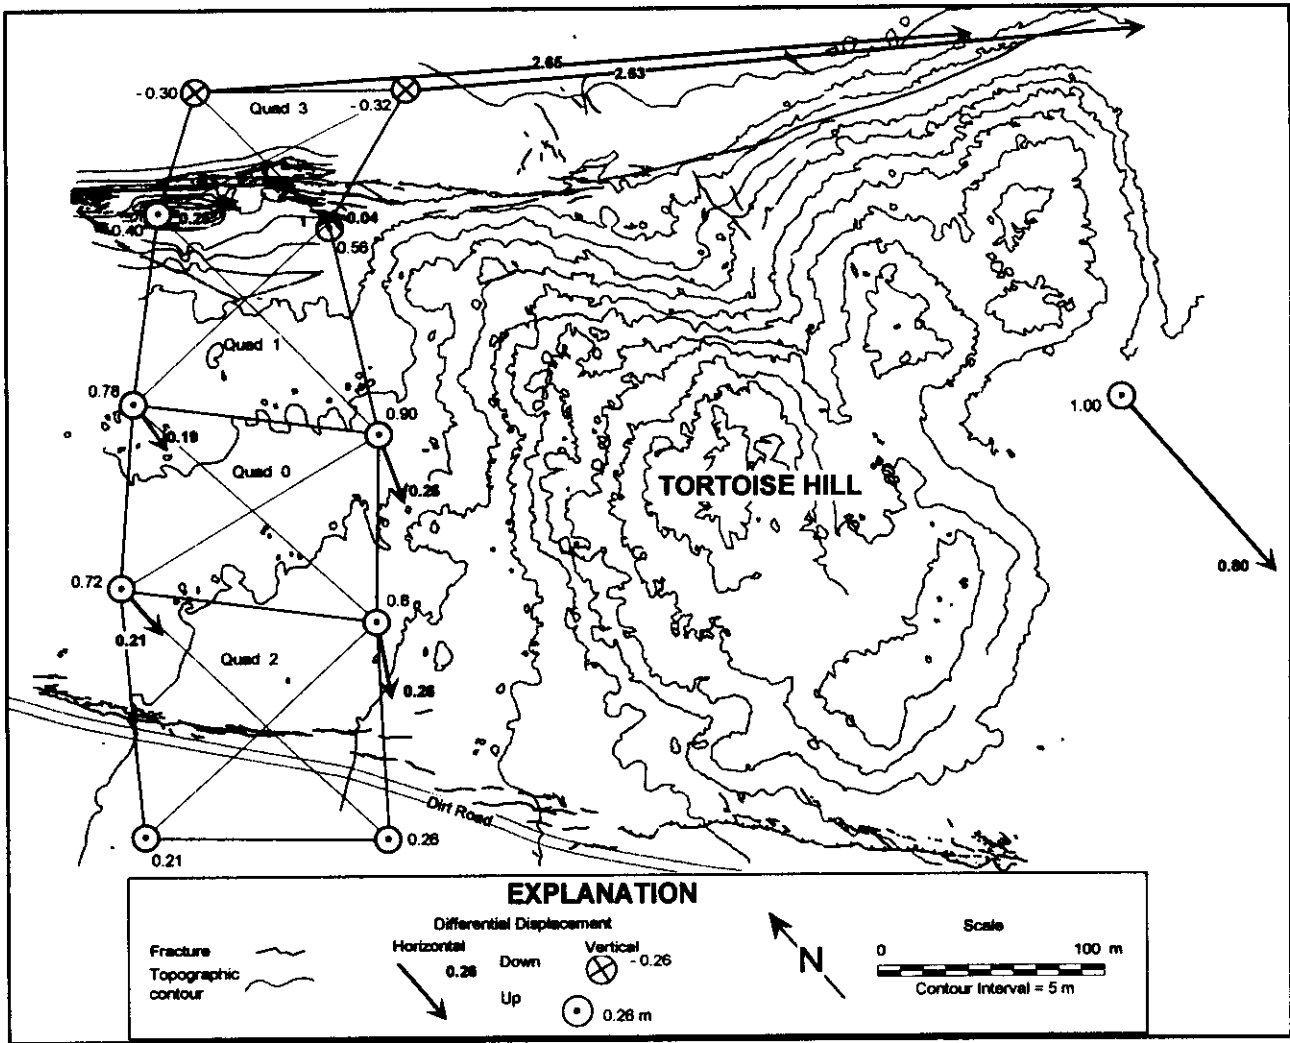 2.65
2.63
- 0.30
Quad 3
- 0.32
0.28
0.40
0.04
0.56
Quad 1
0.78
0.90
1.00
0.19
Quad 0
0.26
TORTOISE HILL
0.72
0.6
0.80
0.21
Quad 2
0.26
Dirt Road
0.21
0.26
EXPLANATION
Differential Displacement
Horizontal
Vertical
Scale
Fracture
0.26
Down
- 0.26
N
0
100 m
Topographic
contour
Up
0.26 m
Contour Interval = 5 m